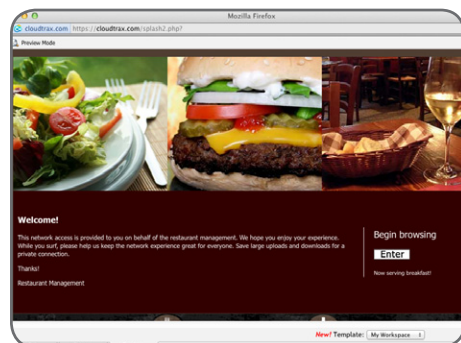 Mozilla Firefox
cloudtrax.com https://cloudtrax.com/splash2.php?
Preview Mode
Welcome!
This network access is provided to you on behalf of the restaurant management. We hope you enjoy your experience.
While you surf, please help us keep the network experience great for everyone. Save large uploads and downloads for a
private connection.
Thanks!
Restaurant Management
Begin browsing
Enter
Now serving breakfast!
New! Template: My Workspace